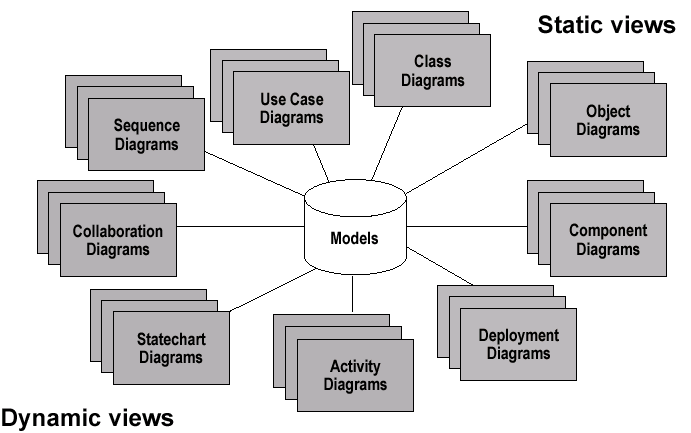 Static views
Class
Diagrams
Use Case
Diagrams
Object
Diagrams
Sequence
Diagrams
Collaboration
Diagrams
Models
Component
Diagrams
Statechart
Diagrams
Activity
Diagrams
Deployment
Diagrams
Dynamic views